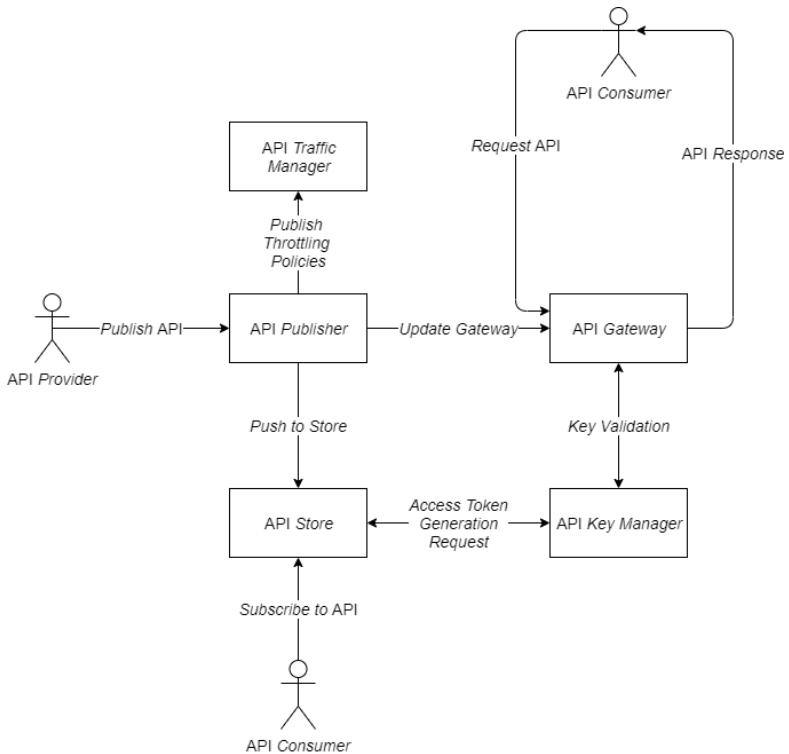 API Consumer
Request API
API Response
API Traffic
Manager
Publish
Throttling
Policies
Publish API
API Publisher
Update Gateway
API Gateway
API Provider
Push to Store
Key Validation
API Store
Access Token
Generation
Request
API Key Manager
Subscribe to API
API Consumer